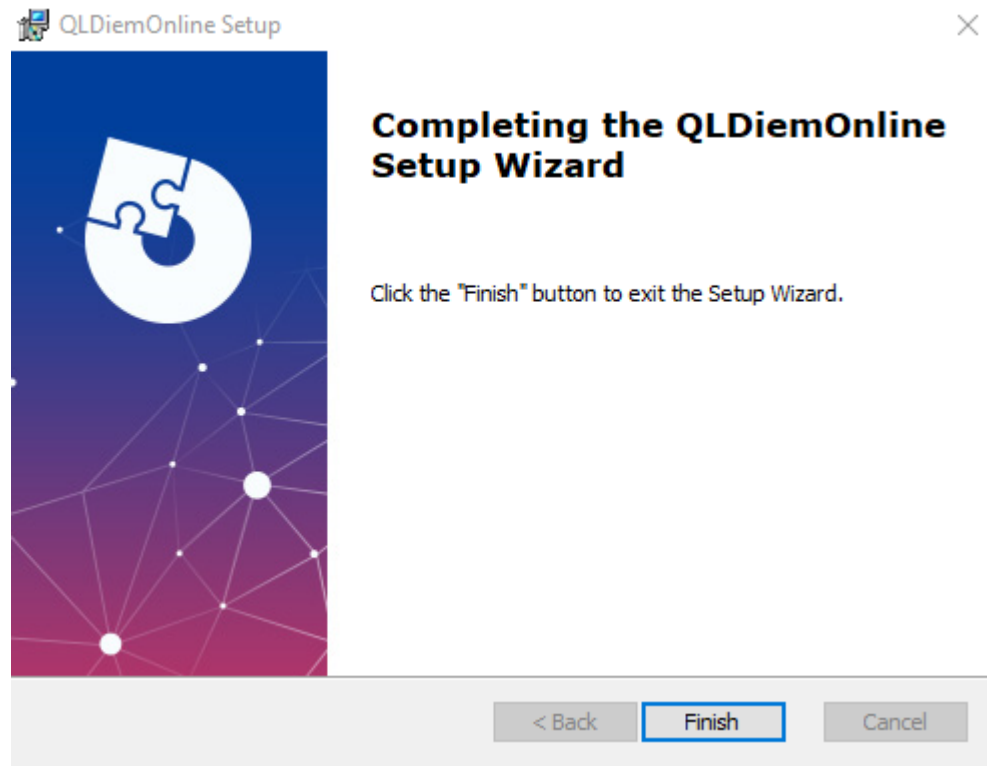 QLDiemOnline Setup
Completing the QLDiemOnline
Setup Wizard
Click the "Finish" button to exit the Setup Wizard.
< Back
Finish
Cancel